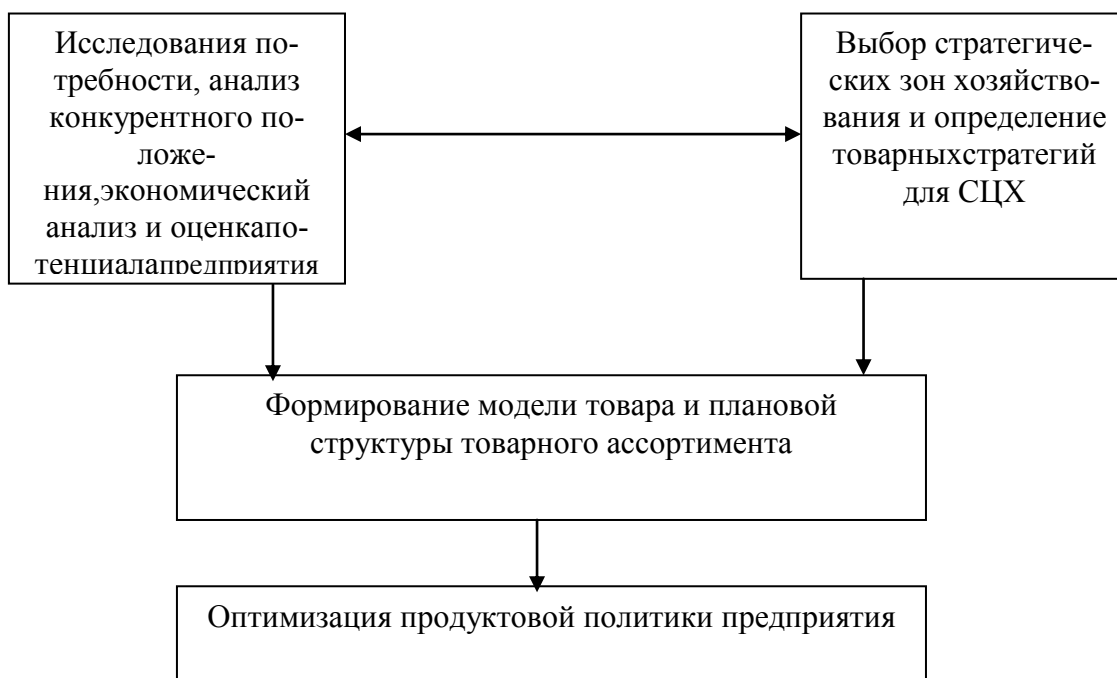 Исследования по-
требности, анализ
конкурентного по-
ложе-
ния,экономический
анализ и оценкапо-
тенциалапредприятия
Выбор стратегиче-
ских зон хозяйство-
вания и определение
товарныхстратегий
для СЦХ
Формирование модели товара и плановой
структуры товарного ассортимента
Оптимизация продуктовой политики предприятия